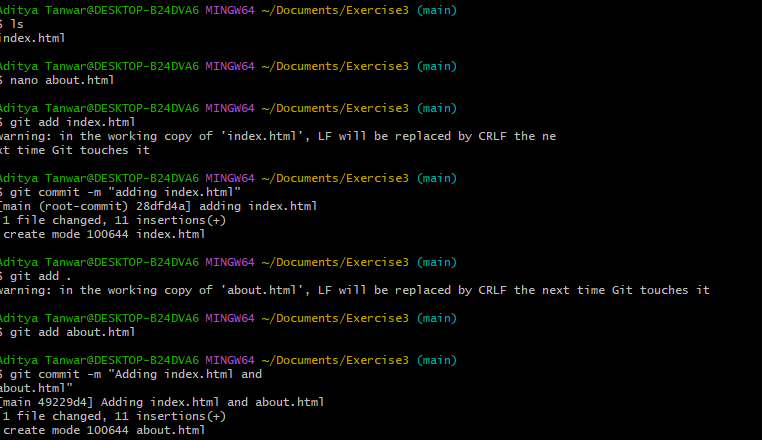 Aditya Tanwar@DESKTOP-B24DVA6 MINGW64 ~/Documents/Exercise3 (main)
$ ls
index.html
Aditya Tanwar@DESKTOP-B24DVA6 MINGW64 ~/Documents/Exercise3 (main)
$ nano about.html
Aditya Tanwar@DESKTOP-B24DVA6 MINGW64 ~/Documents/Exercise3 (main)
$ git add index.html
warning: in the working copy of 'index.html', LF will be replaced by CRLF the ne
xt time Git touches it
Aditya Tanwar@DESKTOP-B24DVA6 MINGW64 ~/Documents/Exercise3 (main)
$ git commit -m "adding index.html"
[main (root-commit) 28dfd4a] adding index.html
1 file changed, 11 insertions(+)
create mode 100644 index.html
Aditya Tanwar@DESKTOP-B24DVA6 MINGW64 ~/Documents/Exercise3 (main)
$ git add .
warning: in the working copy of 'about.html', LF will be replaced by CRLF the next time Git touches it
Aditya Tanwar@DESKTOP-B24DVA6 MINGW64 ~/Documents/Exercise3 (main)
$ git add about.html
Aditya Tanwar@DESKTOP-B24DVA6 MINGW64 ~/Documents/Exercise3 (main)
$ git commit -m "Adding index.html and
about.html"
[main 49229d4] Adding index.html and about.html
1 file changed, 11 insertions(+)
create mode 100644 about.html